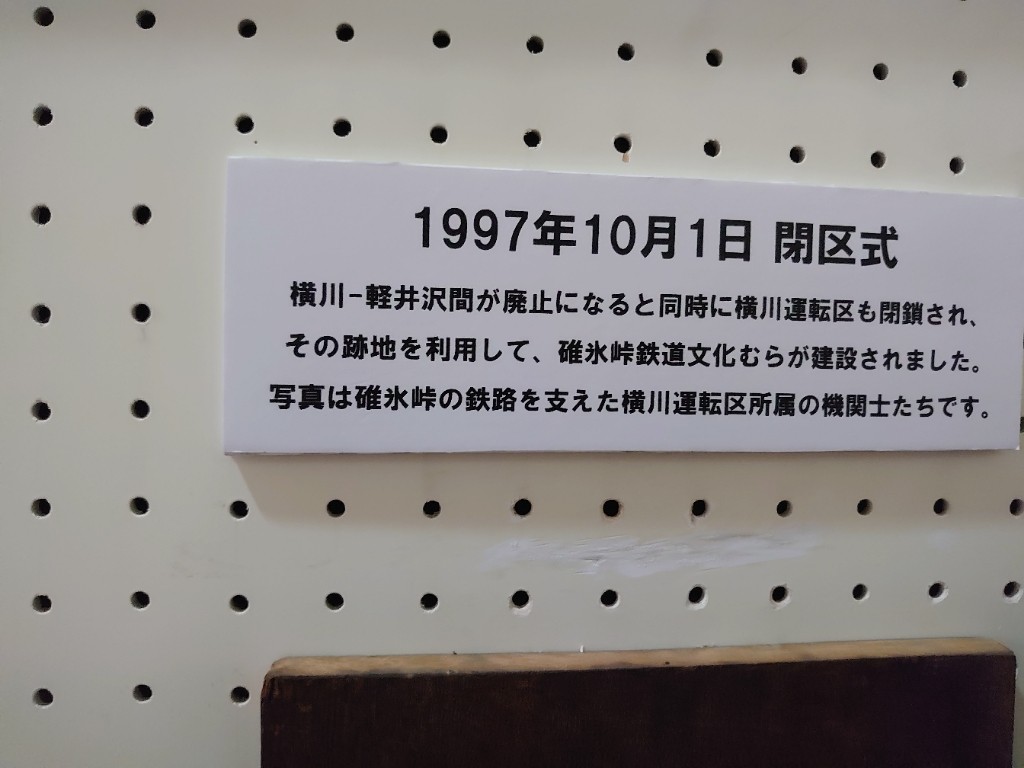 1997年10月1日 閉区式
横川-軽井沢間が廃止になると同時に横川運転区も閉鎖され、
その跡地を利用して、碓氷峠鉄道文化むらが建設されました。
写真は碓氷峠の鉄路を支えた横川運転区所属の機関士たちです。